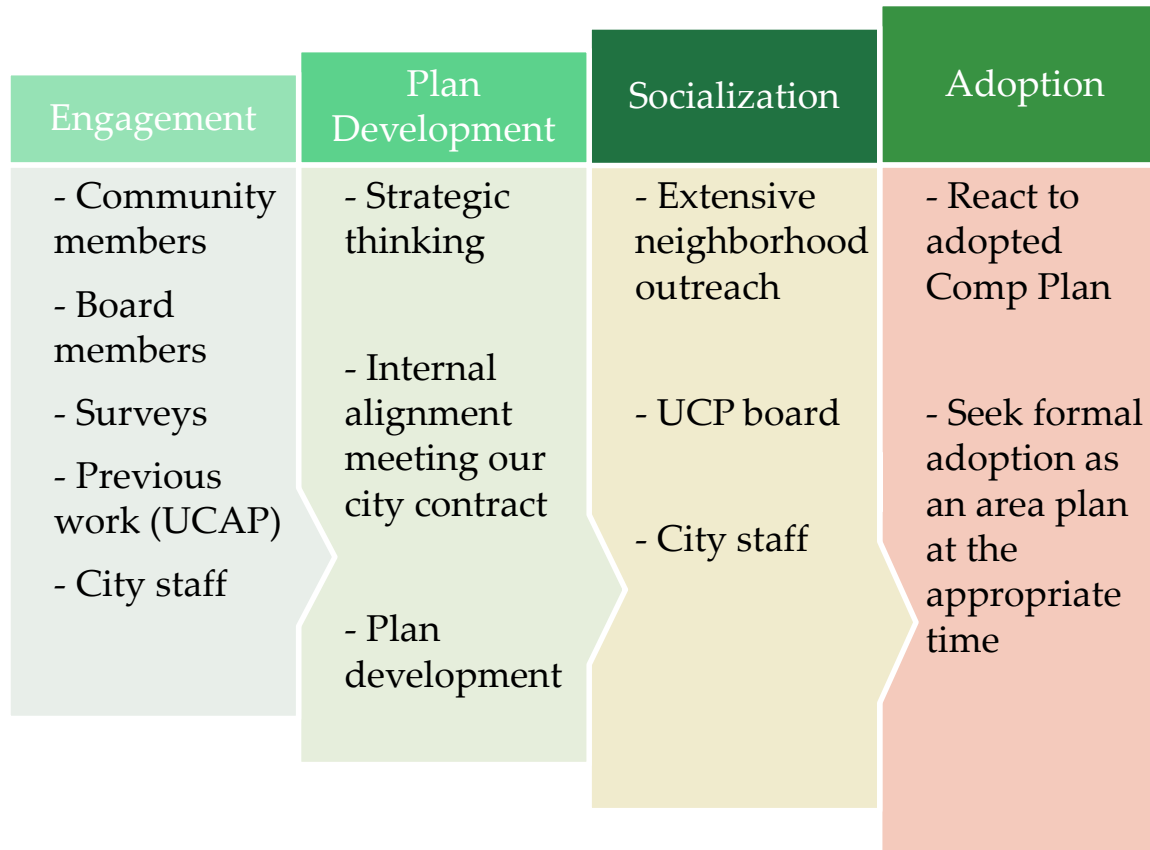 Engagement
- Community
members
- Board
members
- Surveys
- Previous
work (UCAP)
- City staff
Plan
Development
- Strategic
thinking
- Internal
alignment
meeting our
city contract
- Plan
development
Socialization
- Extensive
neighborhood
outreach
- UCP board
- City staff
Adoption
- React to
adopted
Comp Plan
- Seek formal
adoption as
an area plan
at the
appropriate
time